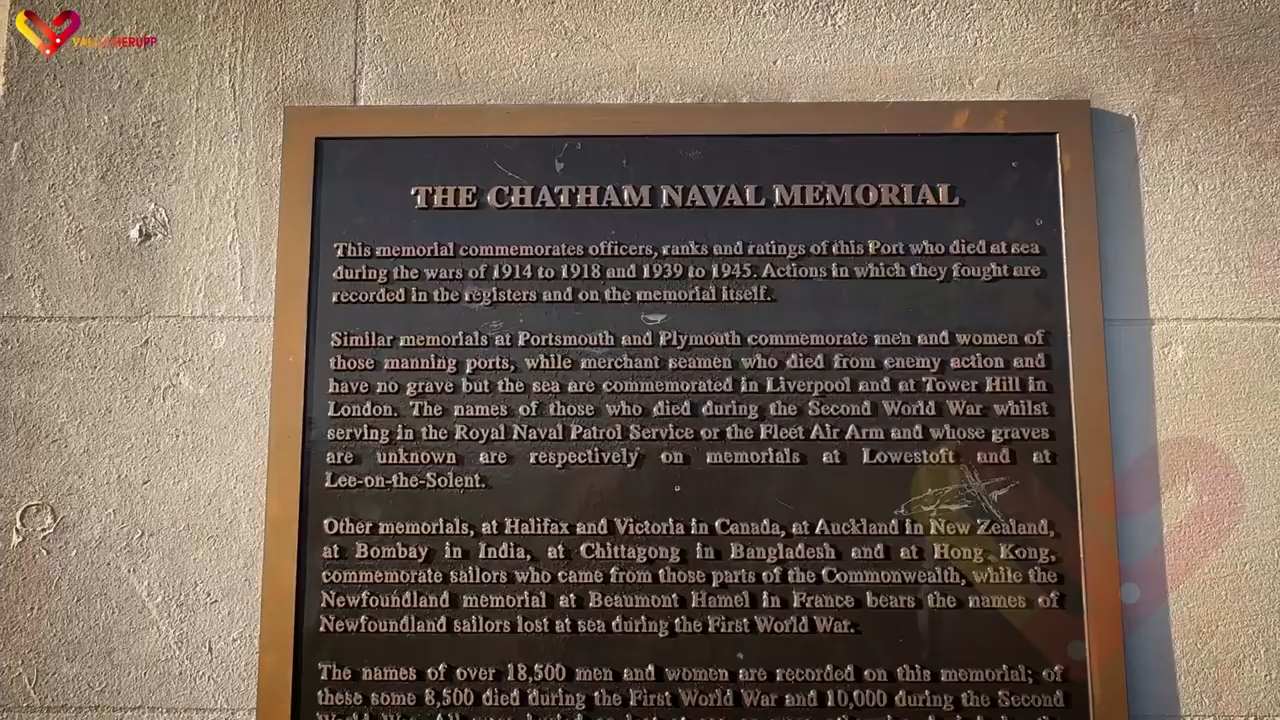 THE CHATHAM NAVAL MEMORIAL
This memorial commemorates officers, ranks and ratings of this Port who died at sea
during the wars of 1914 to 1918 and 1939 to 1945. Actions in which they fought are
recorded in the registers and on the memorial itself.
Similar memorials at Portsmouth and Plymouth commemorate men and women of
those manning ports, while merchant seamen who died from enemy action and
have no grave but the sea are commemorated in Liverpool and at Tower Hill in
London. The names of those who died during the Second World War whilst
serving in the Royal Naval Patrol Service or the Fleet Air Arm and whose graves
are unknown are respectively on memorials at Lowestoft and at
Lee-on-the-Solent.
Other memorials, at Halifax and Victoria in Canada, at Auckland in New Zealand,
at Bombay in India, at Chittagong in Bangladesh and at Hong Kong,
commemorate sailors who came from those parts of the Commonwealth, while the
Newfoundland memorial at Beaumont Hamel in France bears the names of
Newfoundland sailors lost at sea during the First World War.
The names of over 18,500 men and women are recorded on this memorial; of
these some 8,500 died during the First World War and 10,000 during the Second